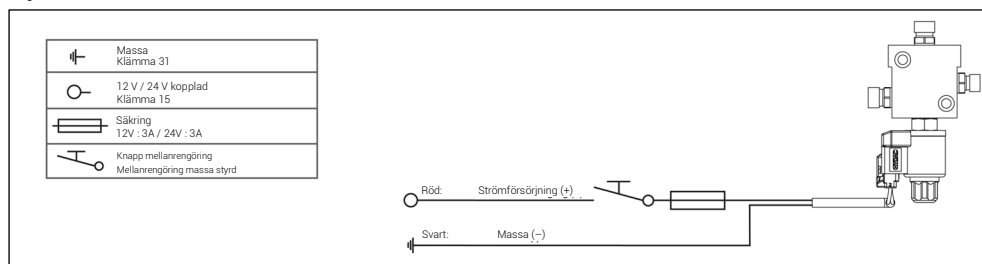 Massa
Klämma 31
12 V / 24 V kopplad
Klämma 15
Säkring
12V : 3A / 24V : 3A
Knapp mellanrengöring
Mellanrengöring massa styrd
Röd: Strömförsörjning (+)
Svart: Massa (–)